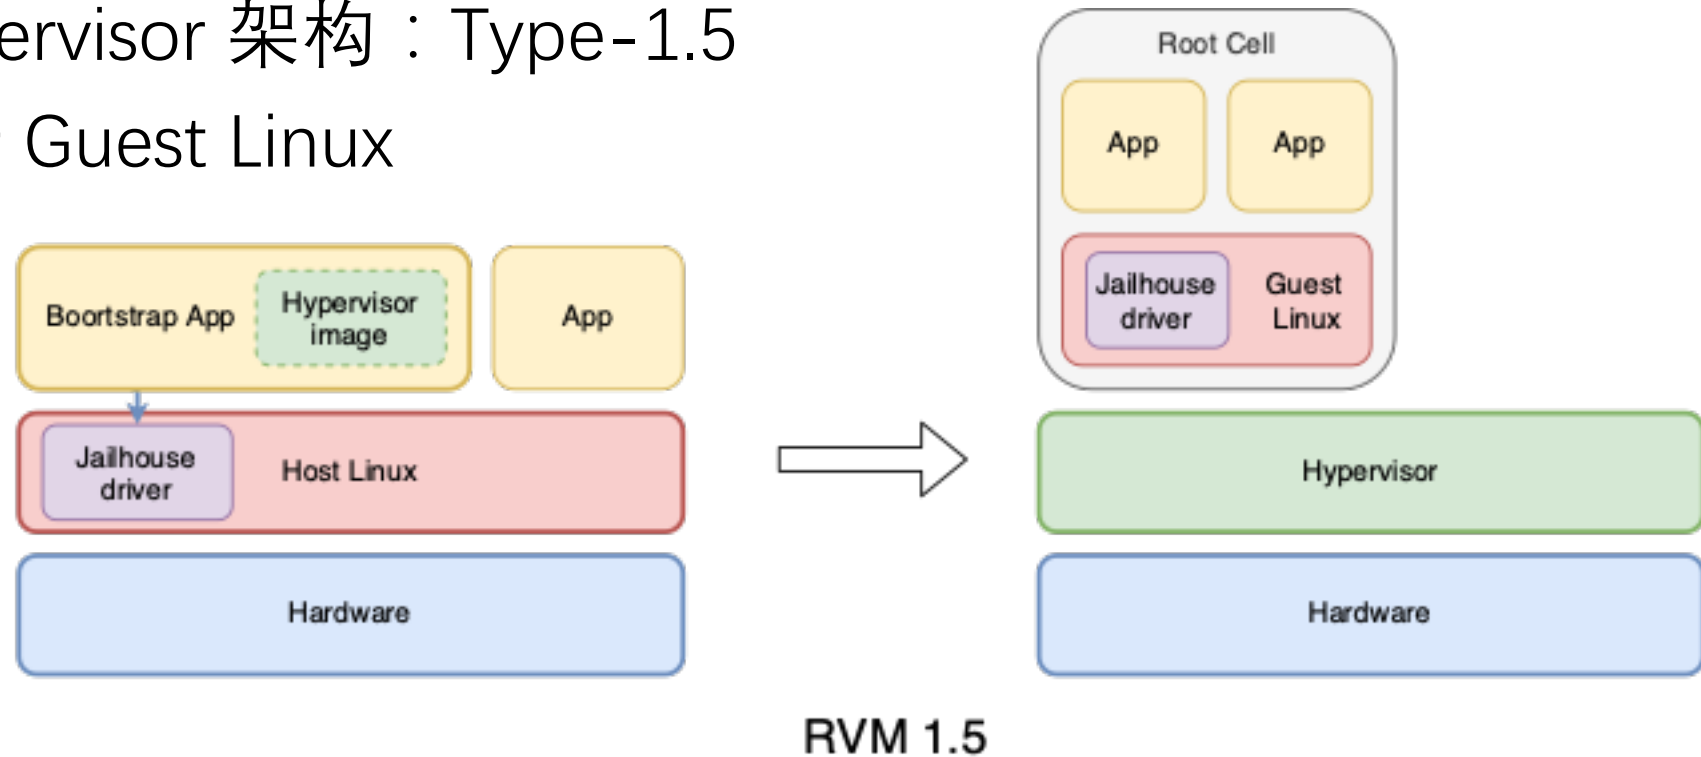 ervisor 架构：Type-1.5
Guest Linux
Boortstrap App
Hypervisor
image
App
Jailhouse
driver
Host Linux
Hardware
Root Cell
App
App
Jailhouse
driver
Guest
Linux
Hypervisor
Hardware
RVM 1.5